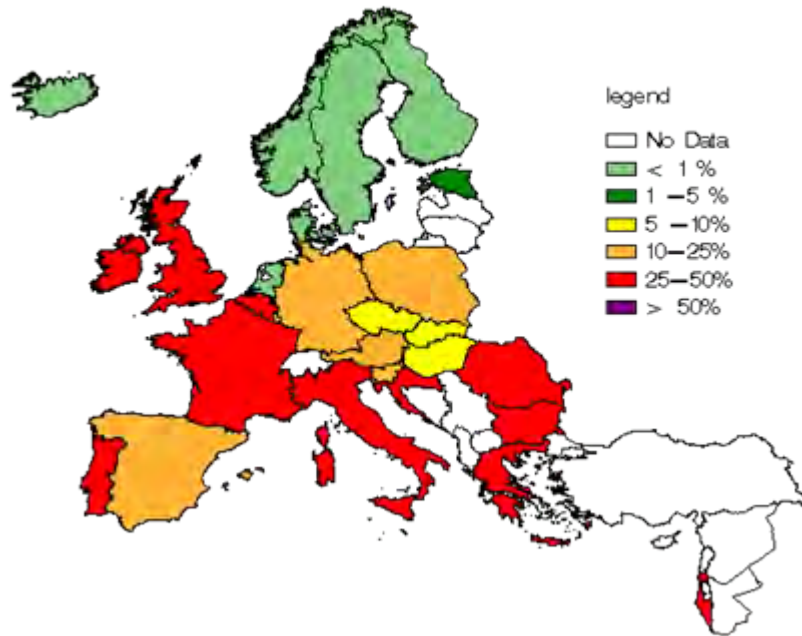 legend
No Data
< 1 %
1 –5 %
5 –10%
10–25%
25–50%
> 50%